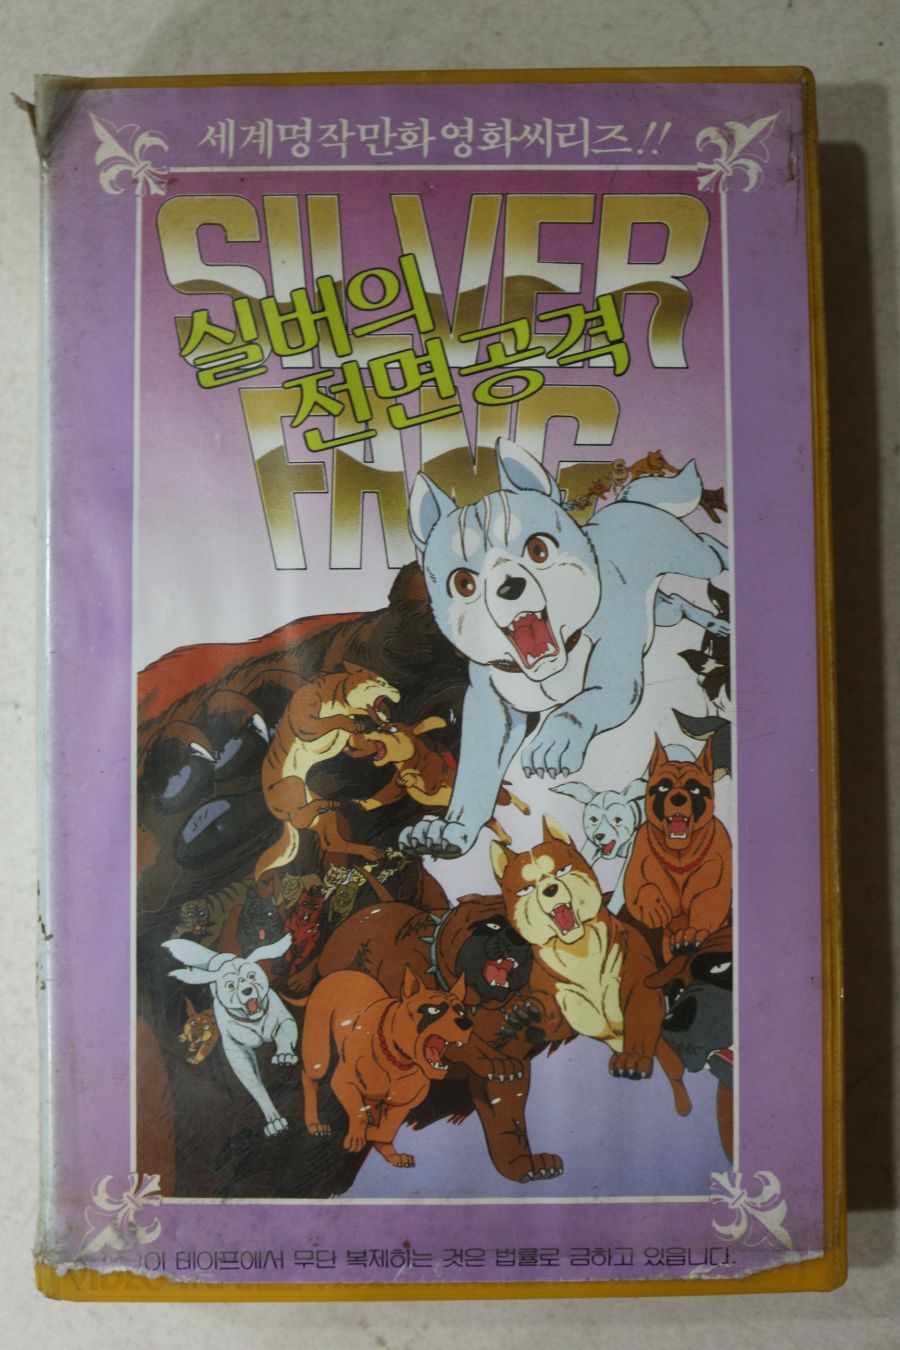 세계명작만화영화씨리즈.!!
SILVER
실버의
전면공격
FANG
이 테이프에서 무단 복제하는 것은 법률로 금하고 있읍니다.
VIDEO